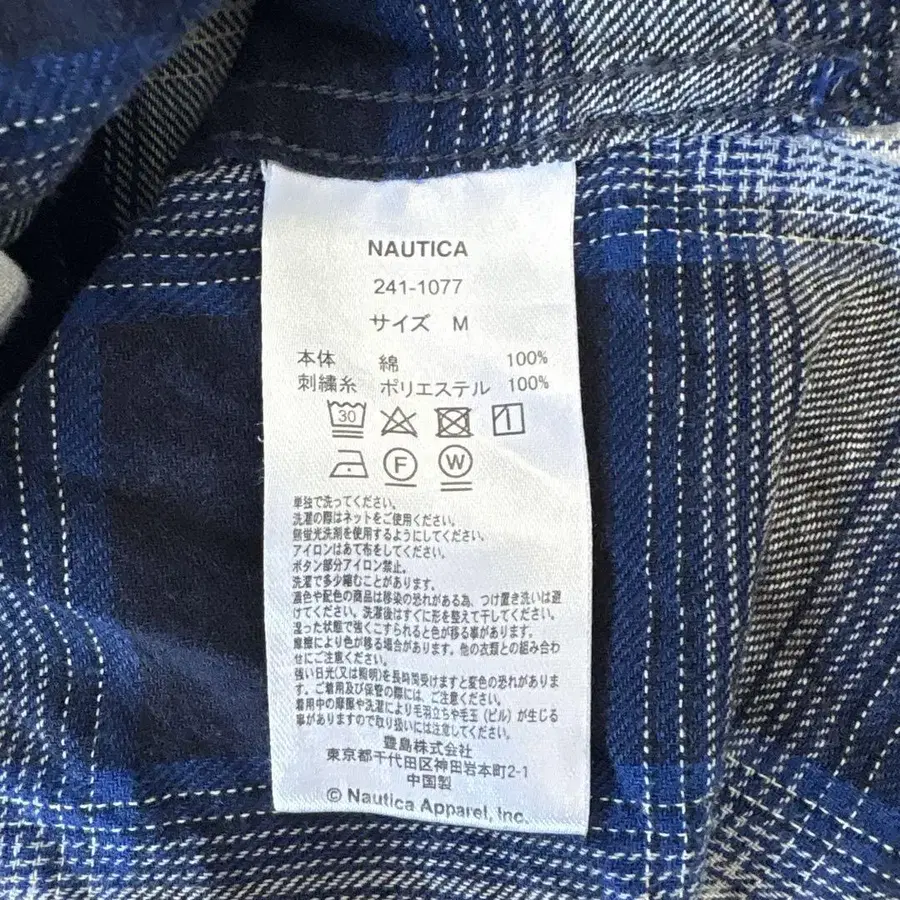 NAUTICA
241-1077
サイズ M
本体 綿 100%
刺繍糸 ポリエステル 100%
30
F W
単独で洗ってください。
洗濯の際はネットをご使用ください。
無蛍光洗剤を使用するようにしてください。
アイロンはあて布をしてください。
ボタン部分アイロン禁止。
洗濯で多少縮むことがあります。
濃色や配色の商品は移染の恐れがある為、つけ置き洗いは避
けてください。洗濯後はすぐに形を整えて干してください。
湿った状態で強くこすられると色が移る事があります。
摩擦により色が移る場合があります。他の衣類との組み合わ
せにご注意ください。
強い日光(又は照明)を長時間受けますと変色の恐れがありま
す。ご着用及び保管の際には、ご注意ください。
着用中の摩擦や洗濯により毛羽立ちや毛玉(ピル)が生じる
事がありますので取り扱いには注意してください。
豊島株式会社
東京都千代田区神田岩本町2-1
中国製
© Nautica Apparel, Inc.